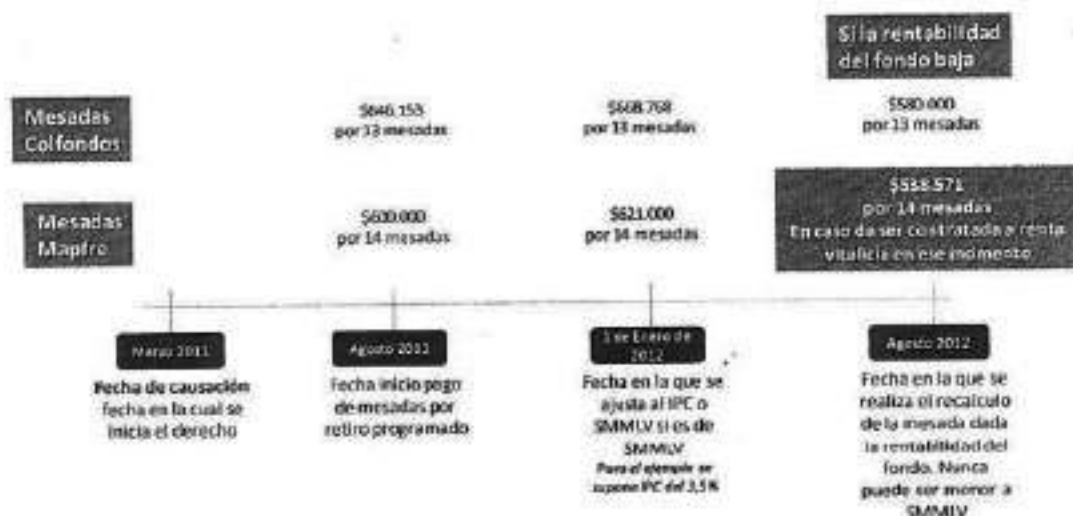 Si la rentabilidad
del fondo baja
Mesadas
Colfondos
$646.153
por 13 mesadas
$668.768
por 13 mesadas
$580.000
por 13 mesadas
Mesadas
Mapfre
$600.000
por 14 mesadas
$621.000
por 14 mesadas
$538.571
por 14 mesadas
En caso de ser contratada a renta
vitalicia en ese momento
Marzo 2011
Agosto
1 de Enero de
2012
Agosto 2012
Fecha de causación
fecha en la cual se
inicia el derecho
Fecha inicio pago
de mesadas por
retiro programado
Fecha en la que se
ajusta al IPC o
SMMLV si es de
SMMLV
Para el ejemplo se
supone IPC del 3,5%
Fecha en la que se
realiza el recalculo
de la mesada dada
la rentabilidad del
fondo. Nunca
puede ser menor a
SMMLV